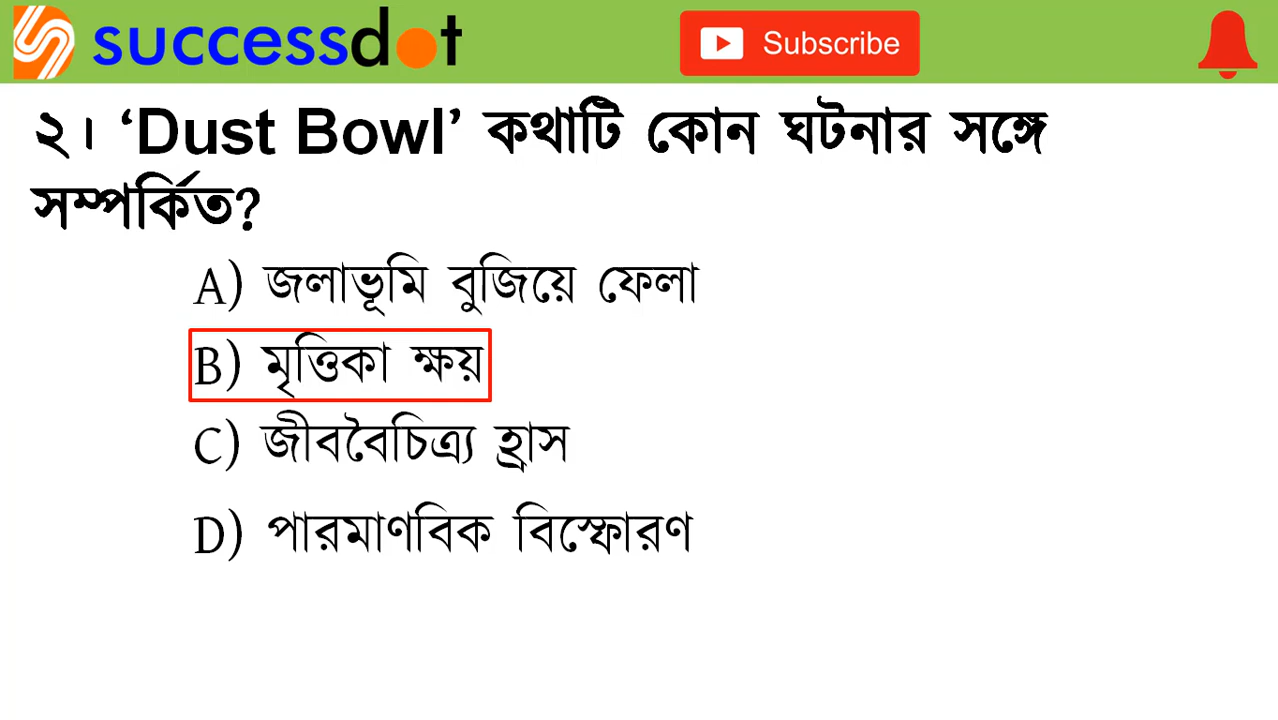 successdot
Subscribe
২। ‘Dust Bowl’ কথাটি কোন ঘটনার সঙ্গে
সম্পর্কিত?
A) জলাভূমি বুজিয়ে ফেলা
B) মৃত্তিকা ক্ষয়
C) জীববৈচিত্র্য হ্রাস
D) পারমাণবিক বিস্ফোরণ